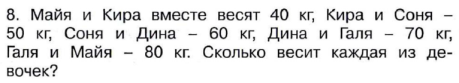 8. Майя и Кира вместе весят 40 кг, Кира и Соня –
50 кг, Соня и Дина – 60 кг, Дина и Галя – 70 кг,
Галя и Майя – 80 кг. Сколько весит каждая из де-
вочек?